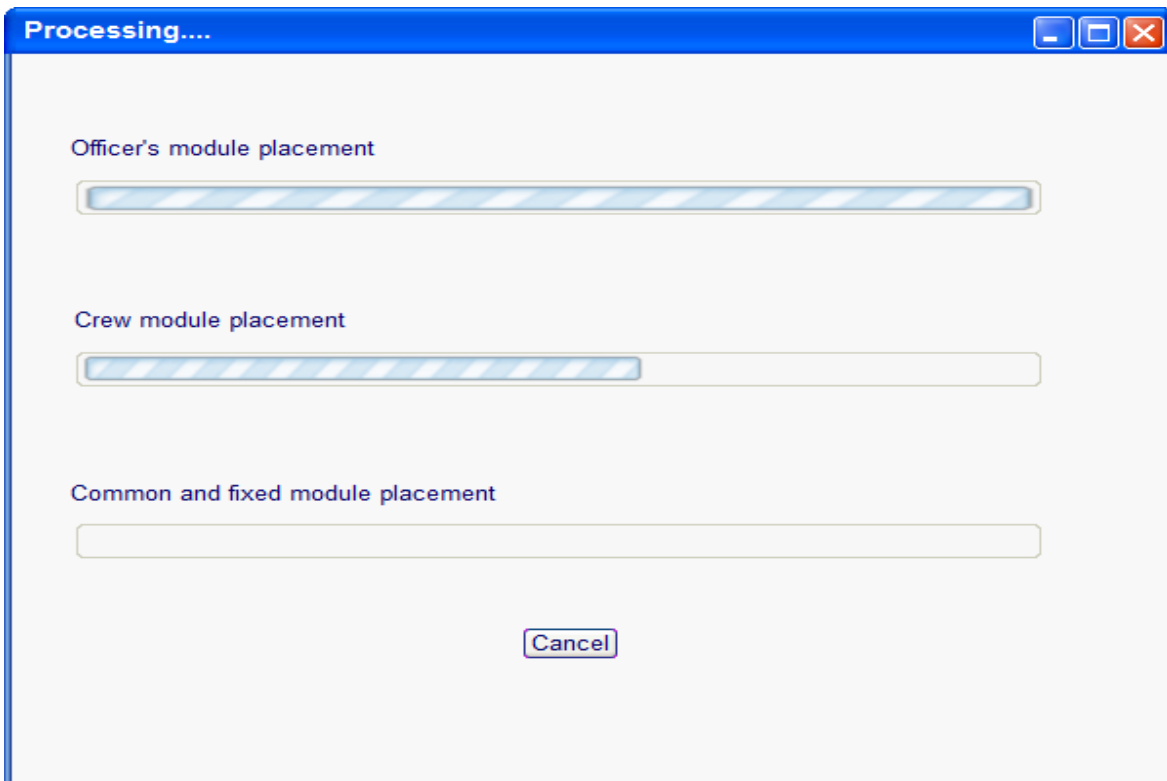 Processing....
Officer's module placement
Crew module placement
Common and fixed module placement
Cancel